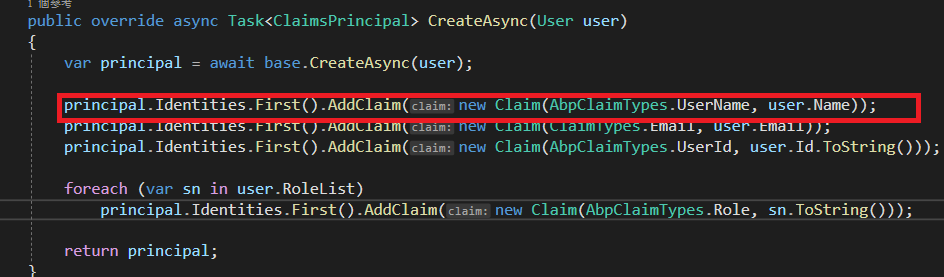 1 個參考
public override async Task<ClaimsPrincipal> CreateAsync(User user)
{
var principal = await base.CreateAsync(user);
principal.Identities.First().AddClaim(claim: new Claim(AbpClaimTypes.UserName, user.Name));
principal.Identities.First().AddClaim(claim: new Claim(ClaimTypes.Email, user.Email));
principal.Identities.First().AddClaim(claim: new Claim(AbpClaimTypes.UserId, user.Id.ToString()));
foreach (var sn in user.RoleList)
principal.Identities.First().AddClaim(claim: new Claim(AbpClaimTypes.Role, sn.ToString()));
return principal;
}